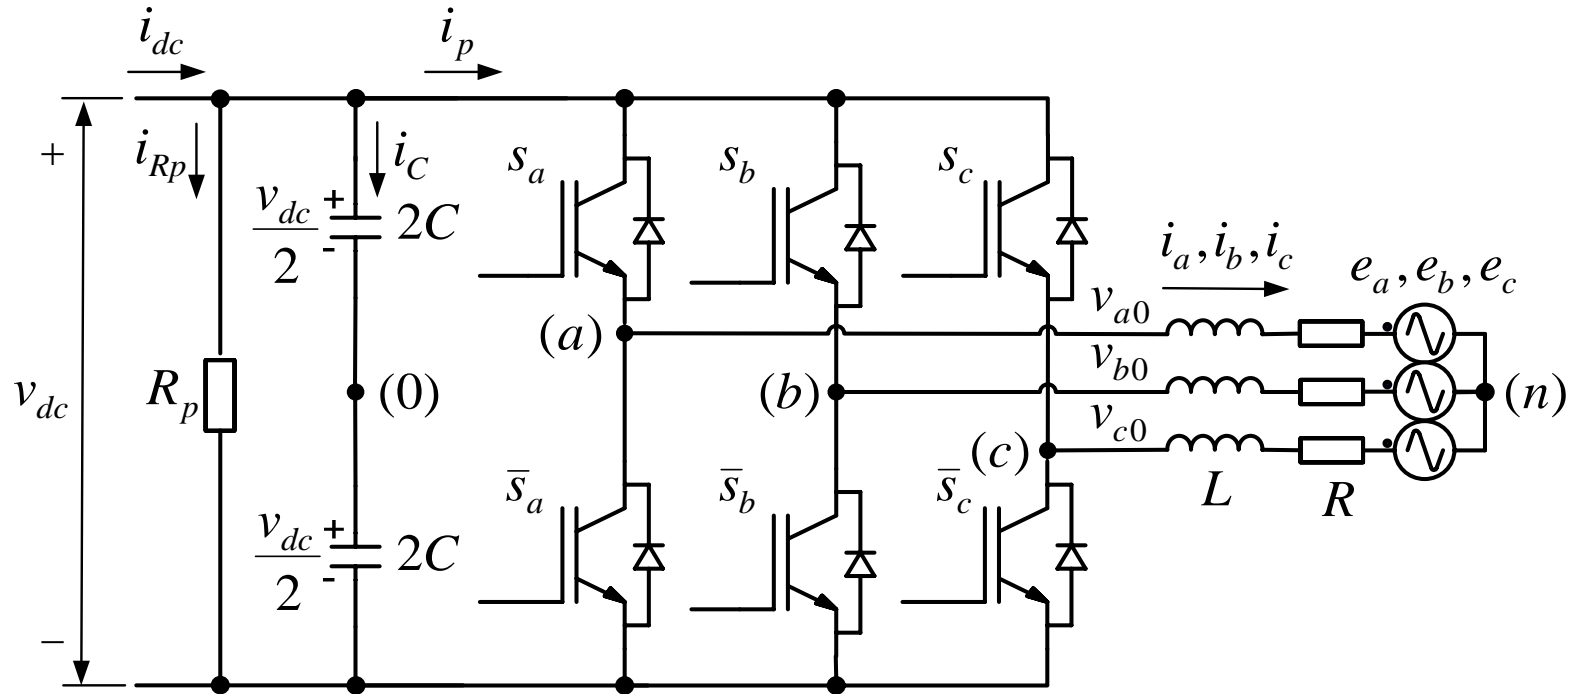 i_dc
i_p
+
i_Rp
i_C
s_a
s_b
s_c
v_dc/2
+
-
2C
i_a, i_b, i_c
e_a, e_b, e_c
v_a0
(a)
v_dc
R_p
(0)
(b)
v_b0
(n)
v_c0
(c)
s̅_a
s̅_b
s̅_c
L
R
v_dc/2
+
-
2C
−